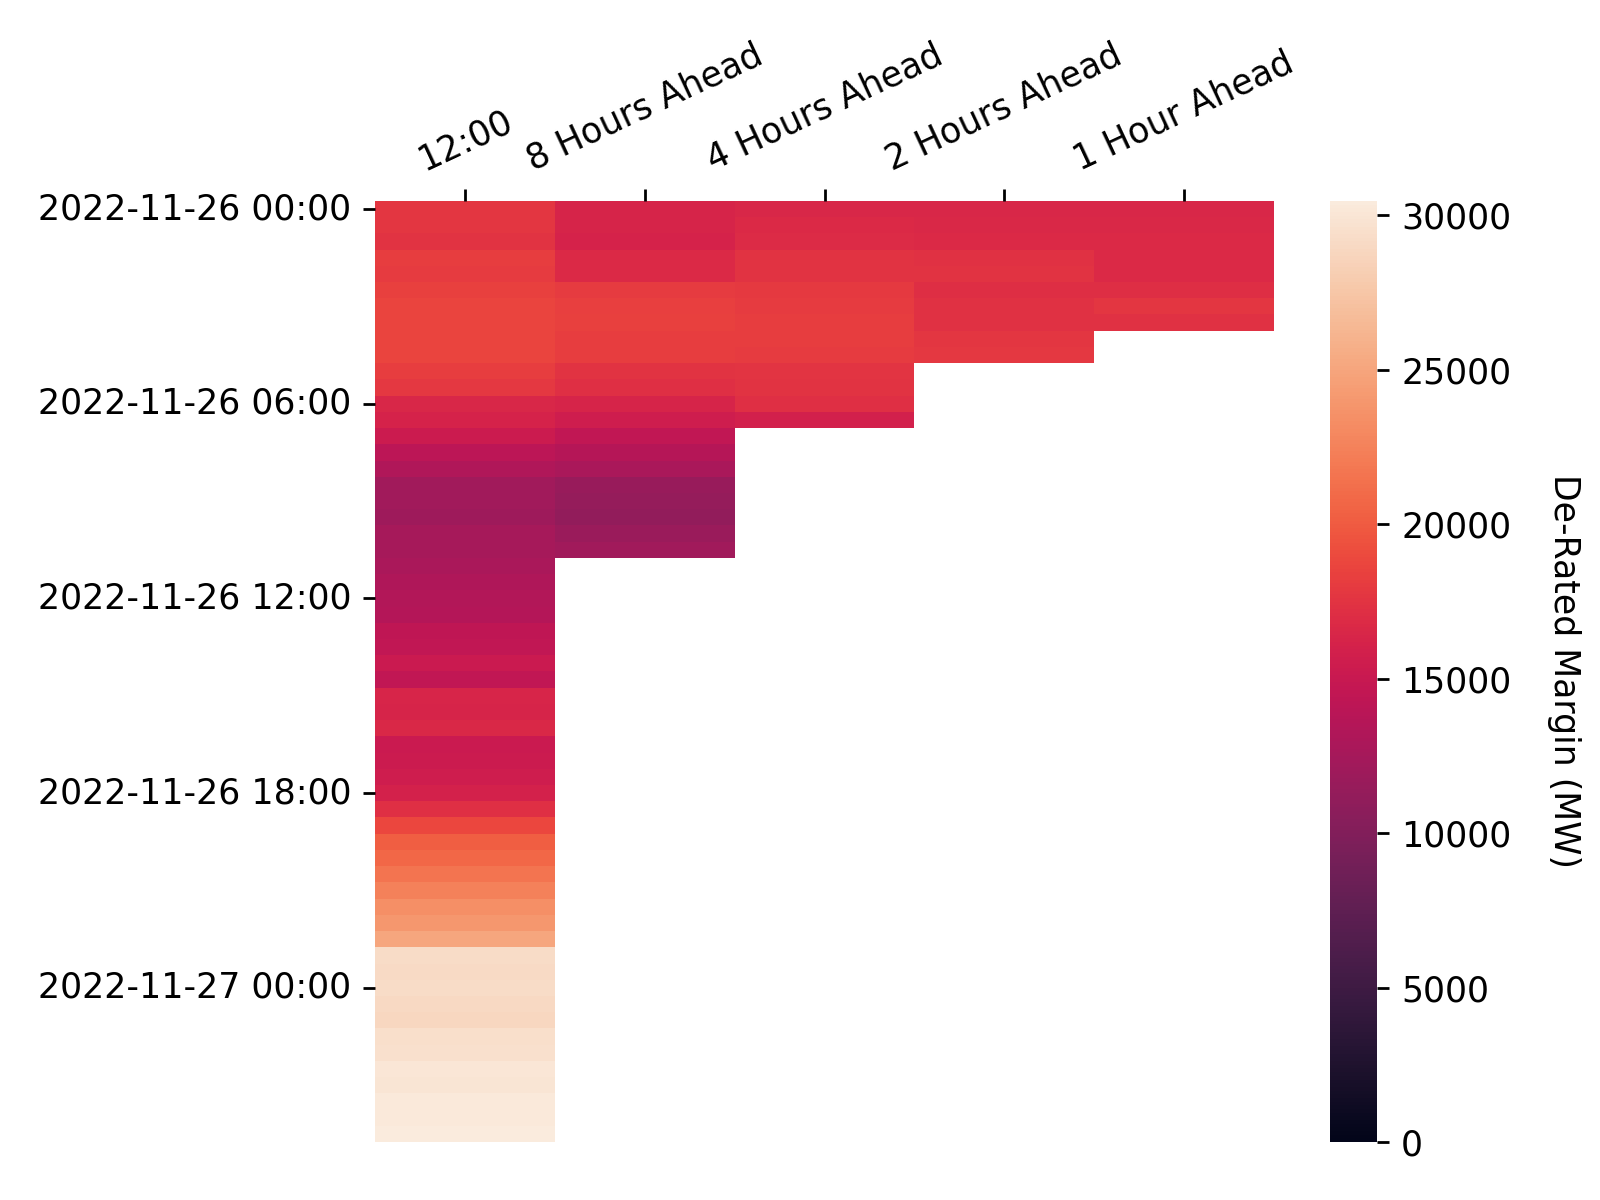 12:00
8 Hours Ahead
4 Hours Ahead
2 Hours Ahead
1 Hour Ahead
2022-11-26 00:00
2022-11-26 06:00
2022-11-26 12:00
2022-11-26 18:00
2022-11-27 00:00
30000
25000
20000
15000
10000
5000
0
De-Rated Margin (MW)